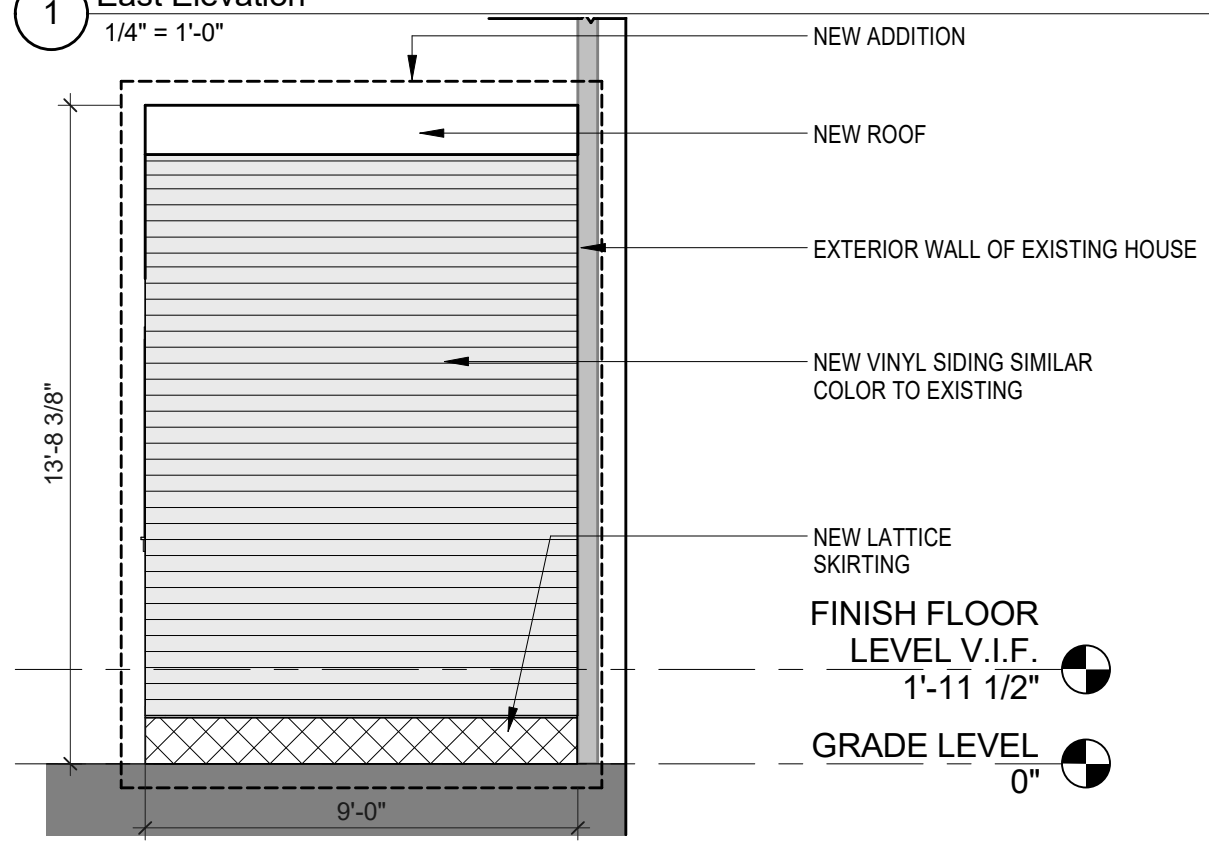 1
East Elevation
1/4" = 1'-0"
NEW ADDITION
NEW ROOF
EXTERIOR WALL OF EXISTING HOUSE
NEW VINYL SIDING SIMILAR
COLOR TO EXISTING
13'-8 3/8"
NEW LATTICE
SKIRTING
FINISH FLOOR
LEVEL V.I.F.
1'-11 1/2"
GRADE LEVEL
0"
9'-0"